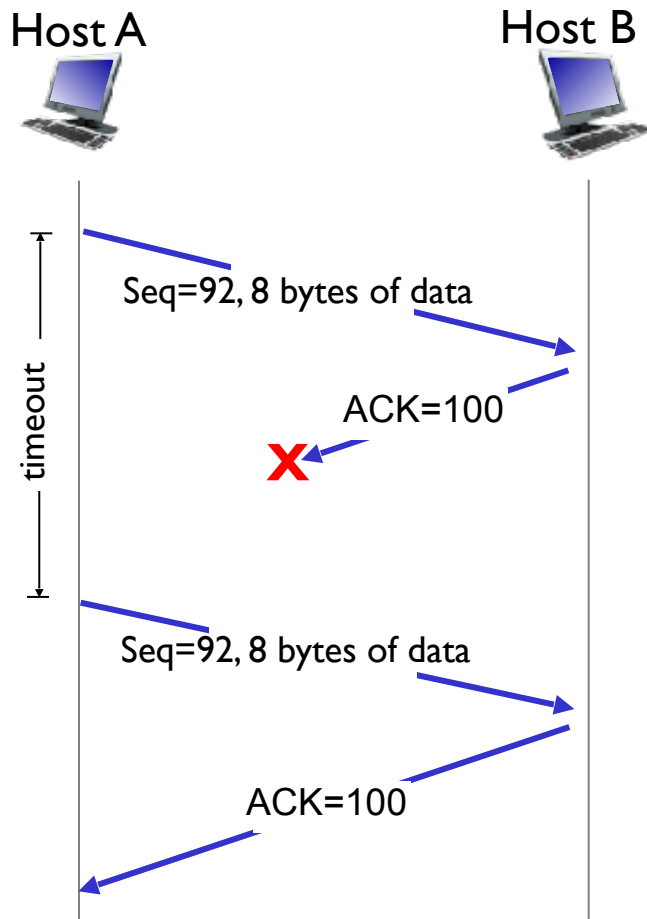 Host A
Host B
Seq=92, 8 bytes of data
ACK=100
X
timeout
Seq=92, 8 bytes of data
ACK=100